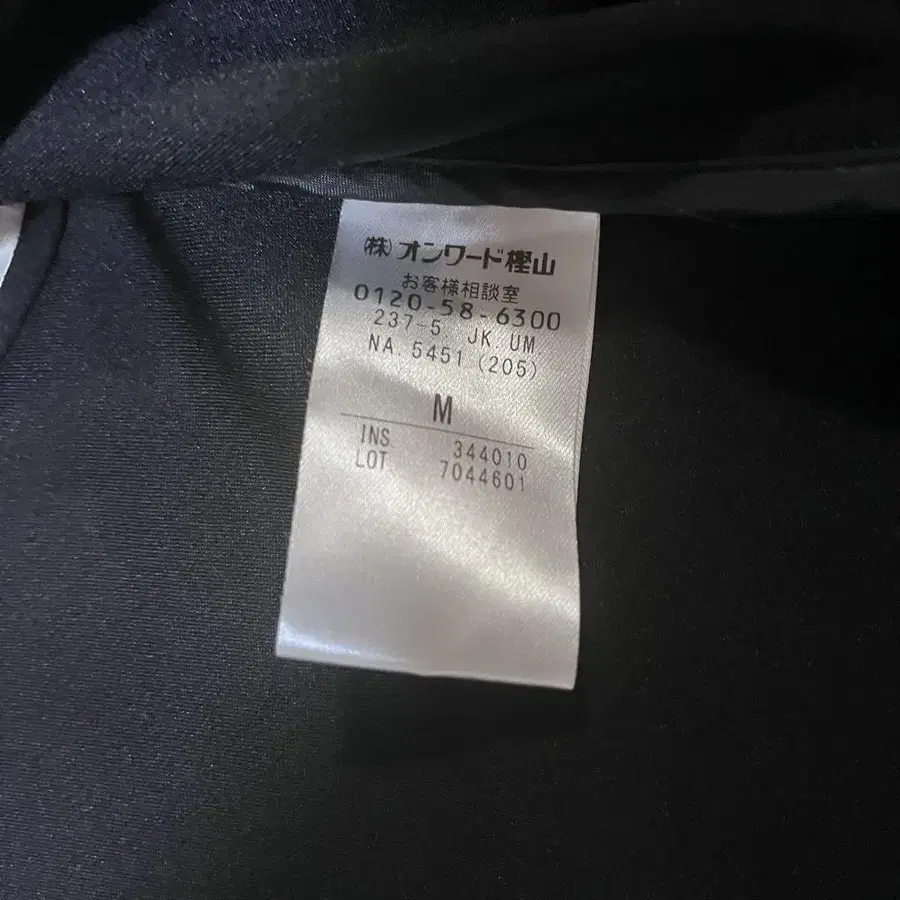 (株)オンワード樫山
お客様相談室
0120-58-6300
237-5 JK. UM
NA. 5451 (205)
M
INS. 344010
LOT 7044601